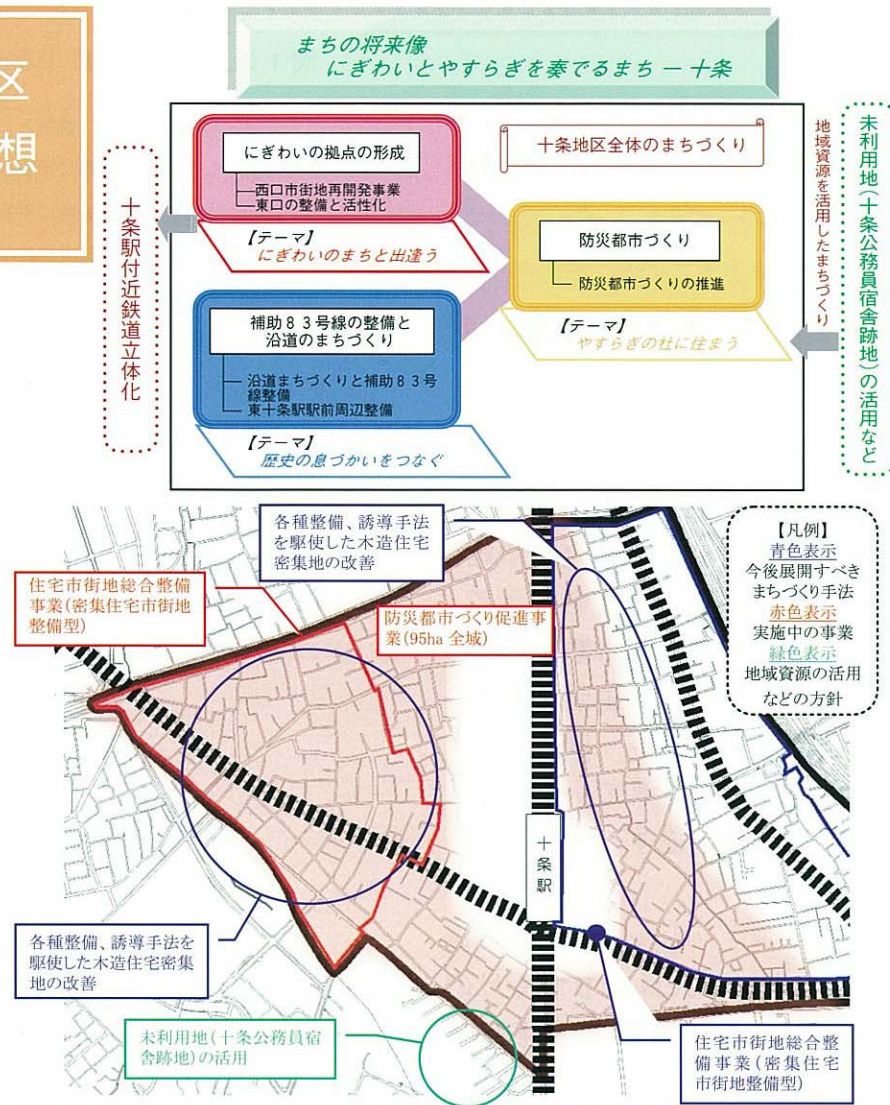 区
想
まちの将来像
にぎわいとやすらぎを奏でるまち － 十条
十条駅付近鉄道立体化
にぎわいの拠点の形成
西口市街地再開発事業
東口の整備と活性化
【テーマ】
にぎわいのまちと出逢う
補助８３号線の整備と
沿道のまちづくり
沿道まちづくりと補助８３号
線整備
東十条駅駅前周辺整備
【テーマ】
歴史の息づかいをつなぐ
十条地区全体のまちづくり
防災都市づくり
防災都市づくりの推進
【テーマ】
やすらぎの杜に住まう
地域資源を活用したまちづくり
未利用地(十条公務員宿舎跡地)の活用など
各種整備、誘導手法
を駆使した木造住宅
密集地の改善
住宅市街地総合整備
事業(密集住宅市街地
整備型)
防災都市づくり促進事
業(95ha 全域)
【凡例】
青色表示
今後展開すべき
まちづくり手法
赤色表示
実施中の事業
緑色表示
地域資源の活用
などの方針
十条駅
各種整備、誘導手法を
駆使した木造住宅密集
地の改善
未利用地(十条公務員宿
舎跡地)の活用
住宅市街地総合整
備事業(密集住宅
市街地整備型)